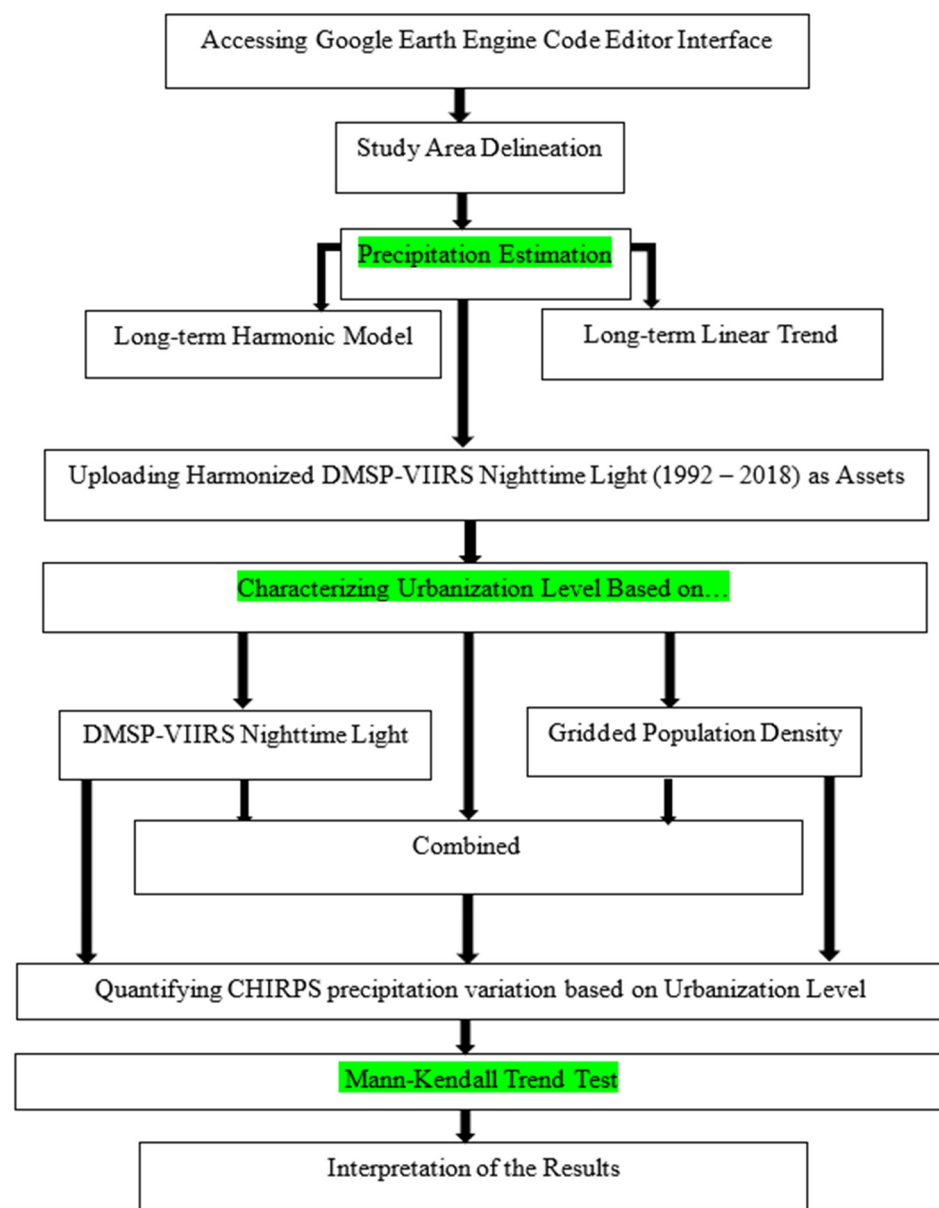 Accessing Google Earth Engine Code Editor Interface
Study Area Delineation
Precipitation Estimation
Long-term Harmonic Model
Long-term Linear Trend
Uploading Harmonized DMSP-VIIRS Nighttime Light (1992 – 2018) as Assets
Characterizing Urbanization Level Based on…
DMSP-VIIRS Nighttime Light
Gridded Population Density
Combined
Quantifying CHIRPS precipitation variation based on Urbanization Level
Mann-Kendall Trend Test
Interpretation of the Results